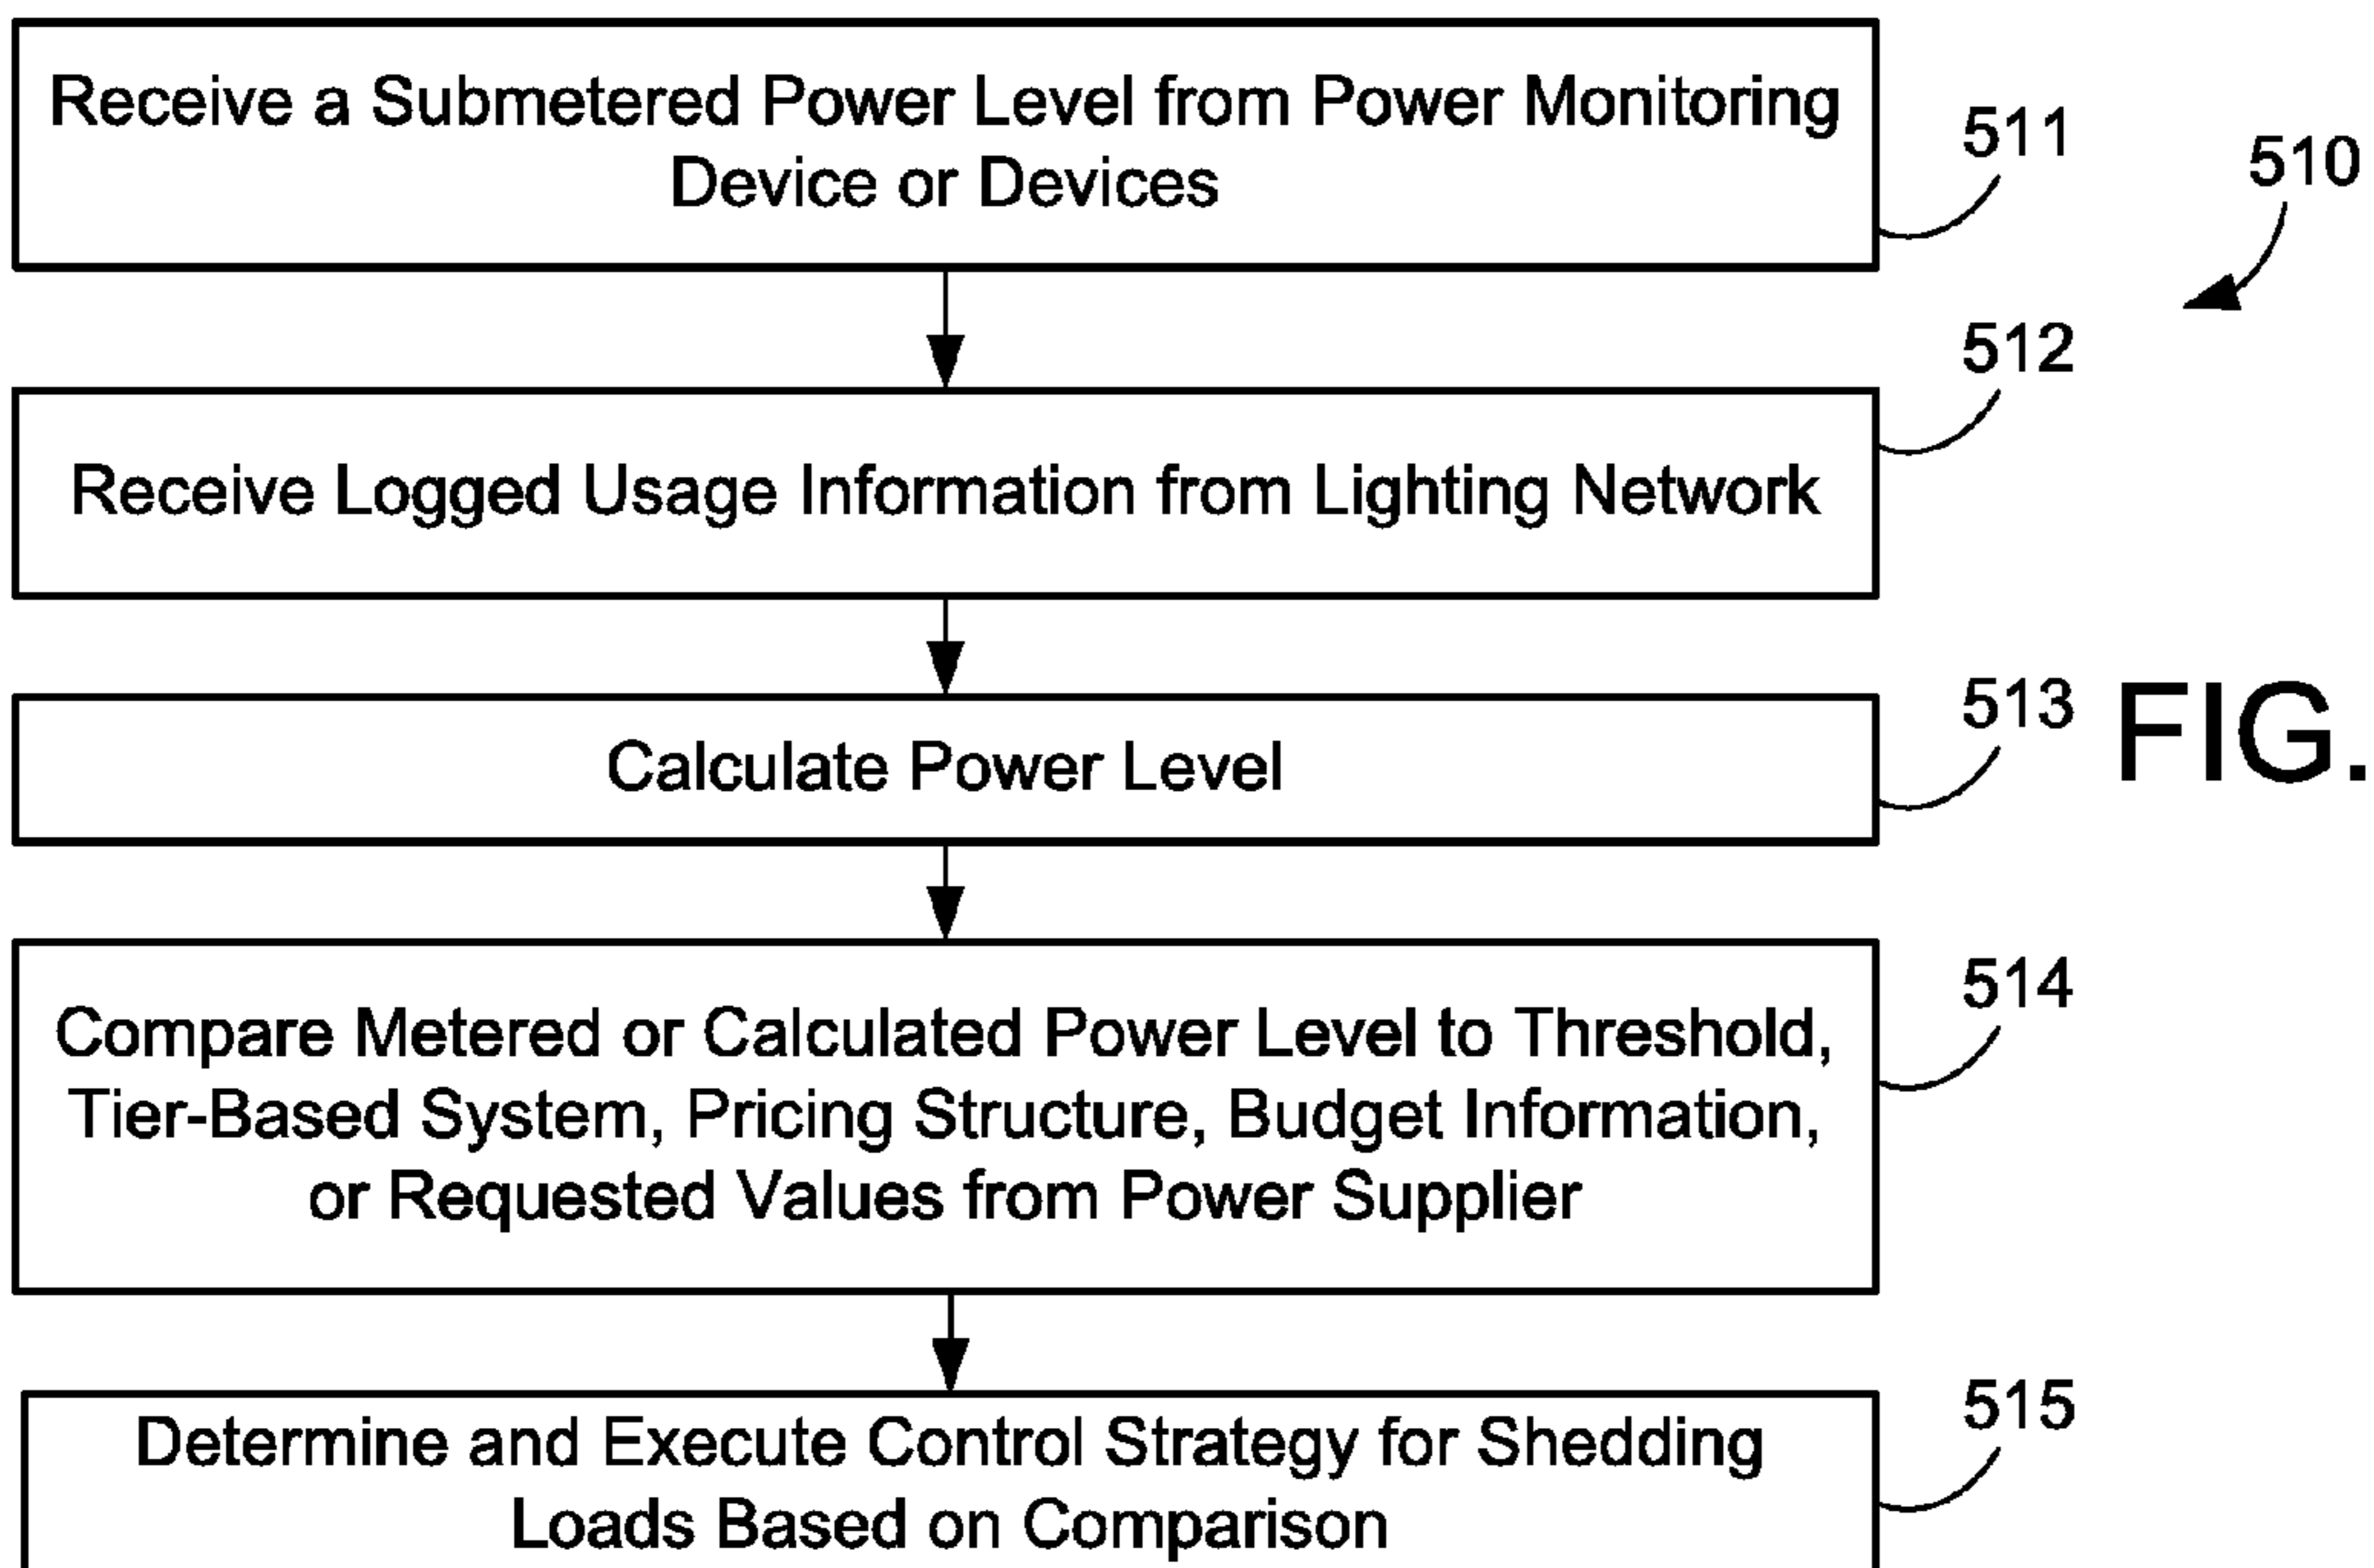 Receive a Submetered Power Level from Power Monitoring
Device or Devices
511
510
512
Receive Logged Usage Information from Lighting Network
513
FIG.
Calculate Power Level
514
Compare Metered or Calculated Power Level to Threshold,
Tier-Based System, Pricing Structure, Budget Information,
or Requested Values from Power Supplier
515
Determine and Execute Control Strategy for Shedding
Loads Based on Comparison